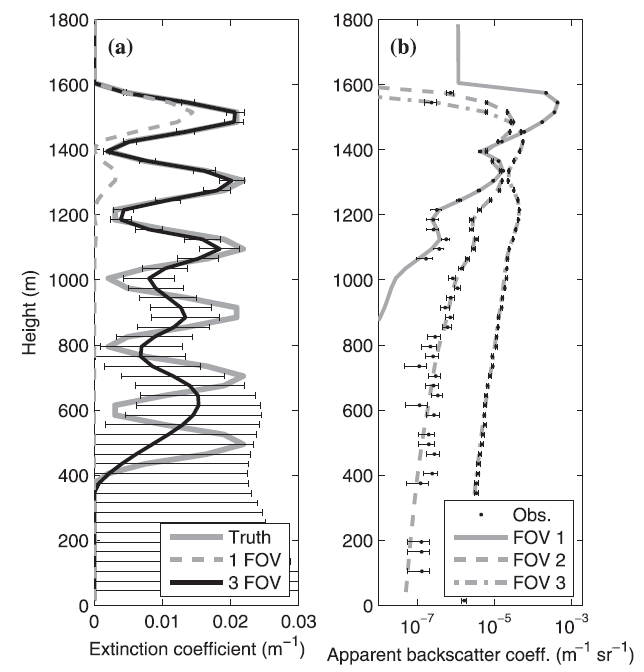 (a)
1800
1600
1400
1200
1000
800
600
400
200
0
Height (m)
0
0.01
0.02
0.03
Extinction coefficient (m⁻¹)
Truth
1 FOV
3 FOV
(b)
1800
1600
1400
1200
1000
800
600
400
200
0
10⁻⁷
10⁻⁵
10⁻³
Apparent backscatter coeff. (m⁻¹ sr⁻¹)
Obs.
FOV 1
FOV 2
FOV 3